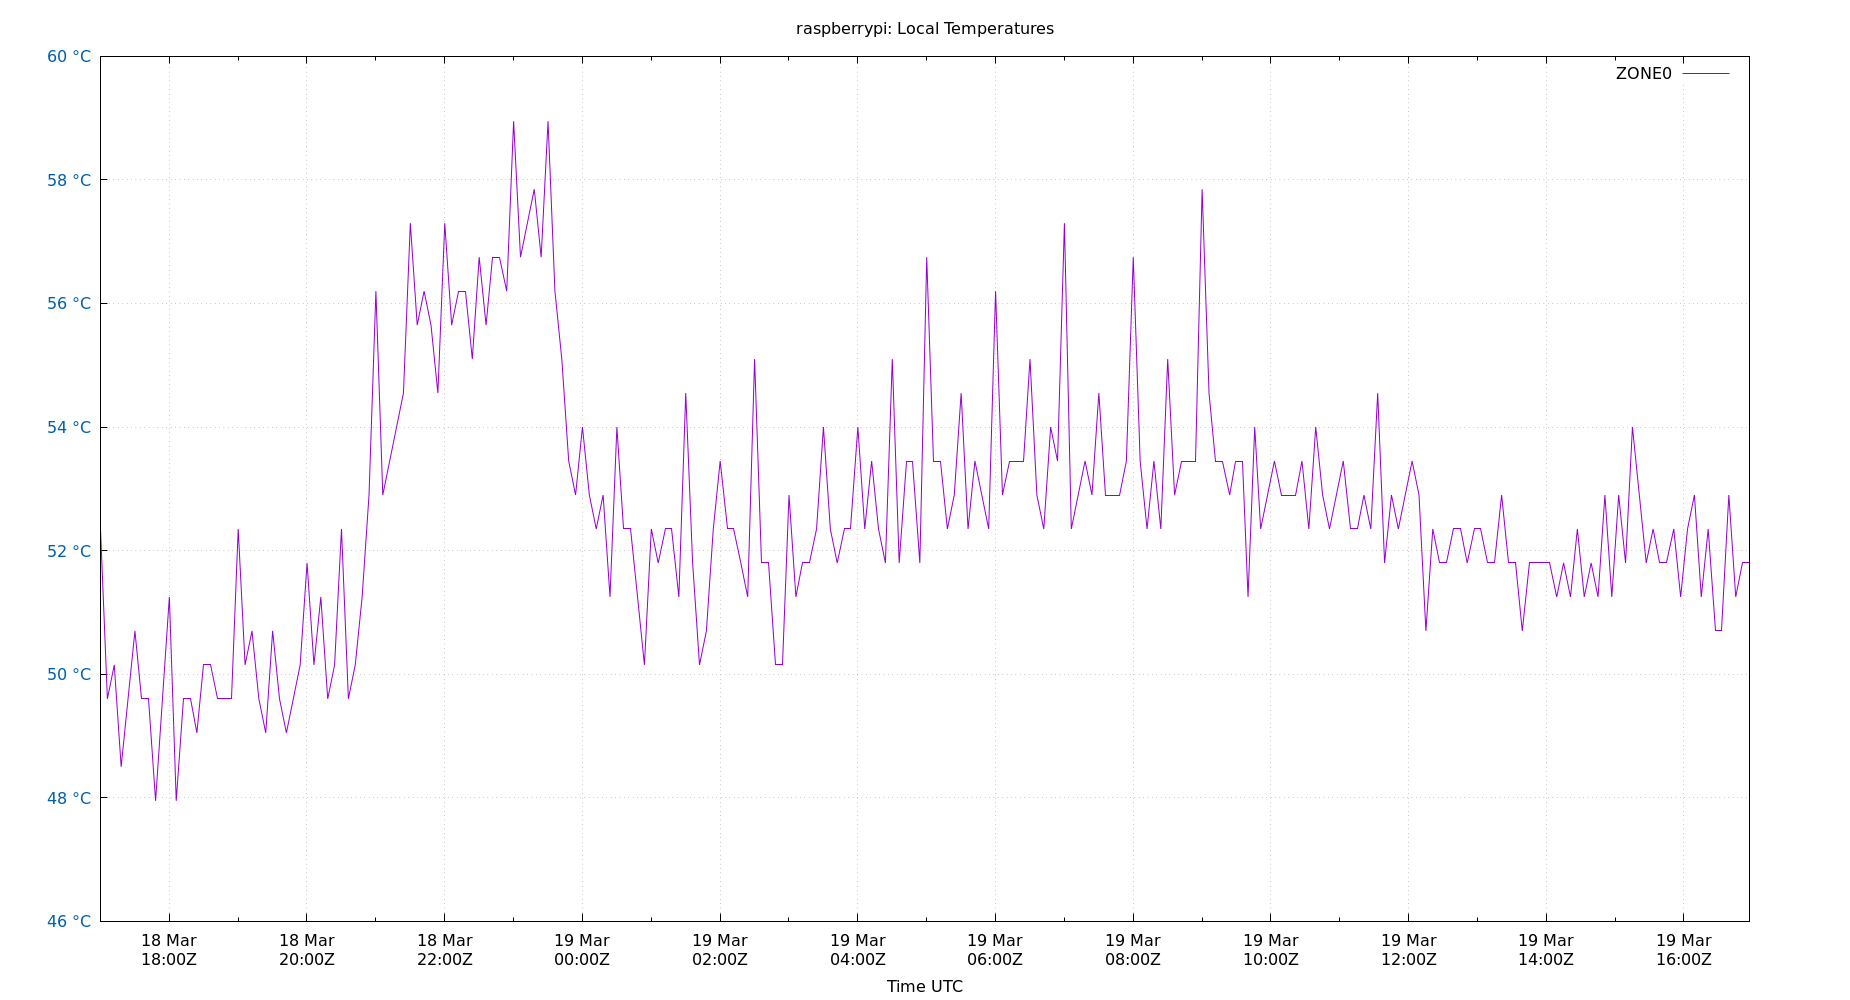 raspberrypi: Local Temperatures
ZONE0
60 °C
58 °C
56 °C
54 °C
52 °C
50 °C
48 °C
46 °C
18 Mar 18 Mar 18 Mar 19 Mar 19 Mar 19 Mar 19 Mar 19 Mar 19 Mar 19 Mar 19 Mar 19 Mar
18:00Z 20:00Z 22:00Z 00:00Z 02:00Z 04:00Z 06:00Z 08:00Z 10:00Z 12:00Z 14:00Z 16:00Z
Time UTC